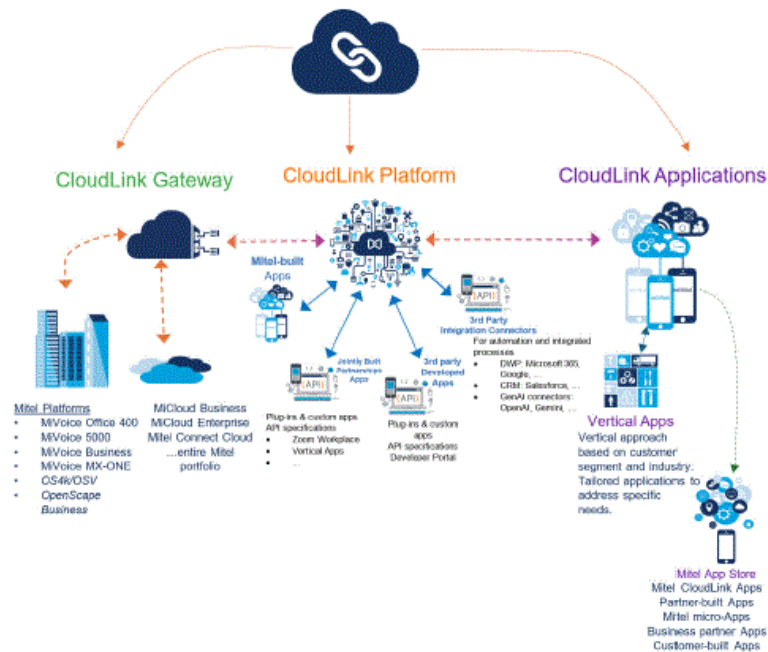 CloudLink Gateway
CloudLink Platform
CloudLink Applications
Mitel-built
Apps
{API}
3rd Party
Integration Connectors
For automation and integrated
processes
• DWP: Microsoft 365,
Google, ...
• CRM: Salesforce, ...
• GenAI connectors:
OpenAI, Gemini, ...
Jointly Built
Partnerships
Apps
{API}
Plug-ins & custom apps
API specifications
• Zoom Workplace
• Vertical Apps
• ...
3rd party
Developed
Apps
{API}
Plug-ins & custom
apps
API specifications
Developer Portal
Mitel Platforms
• MiVoice Office 400
• MiVoice 5000
• MiVoice Business
• MiVoice MX-ONE
• OS4k/OSV
• OpenScape
Business
MiCloud Business
MiCloud Enterprise
Mitel Connect Cloud
...entire Mitel
portfolio
Vertical Apps
Vertical approach
based on customer
segment and industry:
Tailored applications to
address specific
needs.
Mitel App Store
Mitel CloudLink Apps
Partner-built Apps
Mitel micro-Apps
Business partner Apps
Customer-built Apps